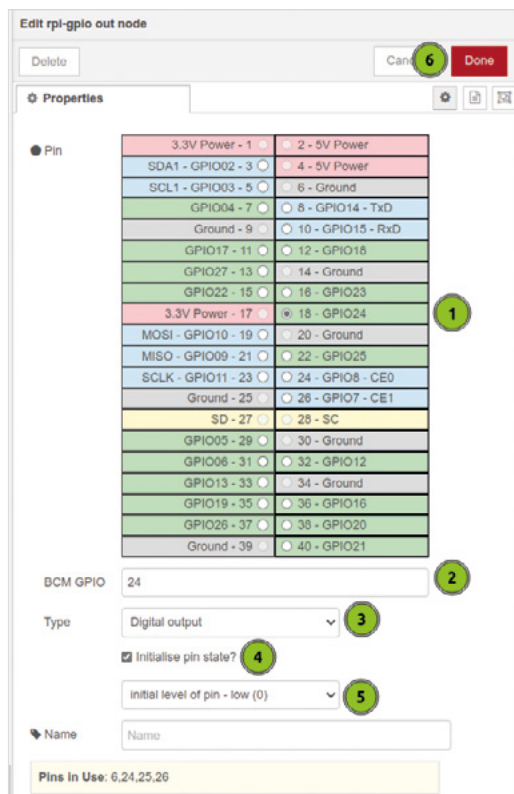 Edit rpi-gpio out node
Delete
Canc 6 Done
Properties
Pin
3.3V Power - 1 2 - 5V Power
SDA1 - GPIO02 - 3 4 - 5V Power
SCL1 - GPIO03 - 5 6 - Ground
GPIO04 - 7 8 - GPIO14 - TxD
Ground - 9 10 - GPIO15 - RxD
GPIO17 - 11 12 - GPIO18
GPIO27 - 13 14 - Ground
GPIO22 - 15 16 - GPIO23
3.3V Power - 17 18 - GPIO24 1
MOSI - GPIO10 - 19 20 - Ground
MISO - GPIO09 - 21 22 - GPIO25
SCLK - GPIO11 - 23 24 - GPIO8 - CE0
Ground - 25 26 - GPIO7 - CE1
SD - 27 28 - SC
GPIO05 - 29 30 - Ground
GPIO06 - 31 32 - GPIO12
GPIO13 - 33 34 - Ground
GPIO19 - 35 36 - GPIO16
GPIO26 - 37 38 - GPIO20
Ground - 39 40 - GPIO21
BCM GPIO 24 2
Type Digital output 3
Initialise pin state? 4
initial level of pin - low (0) 5
Name Name
Pins in Use: 6,24,25,26